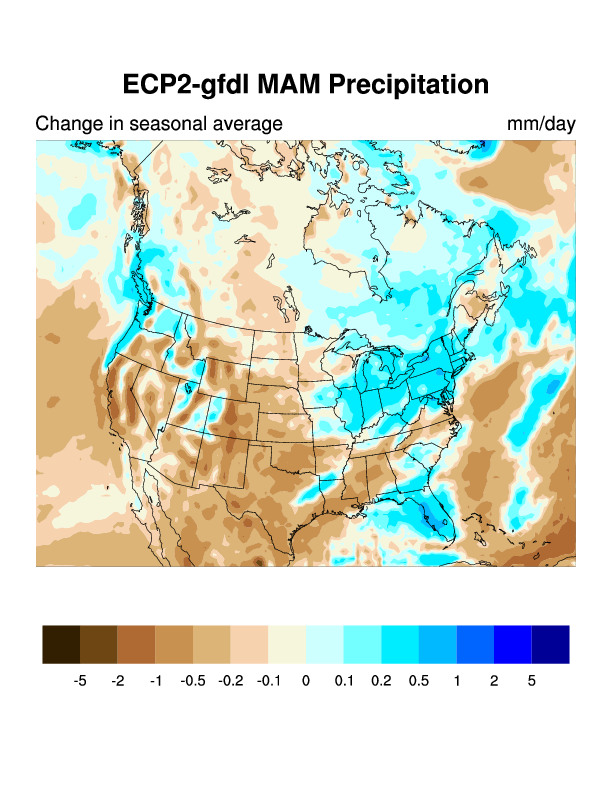 ECP2-gfdl MAM Precipitation
Change in seasonal average mm/day
-5 -2 -1 -0.5 -0.2 -0.1 0 0.1 0.2 0.5 1 2 5